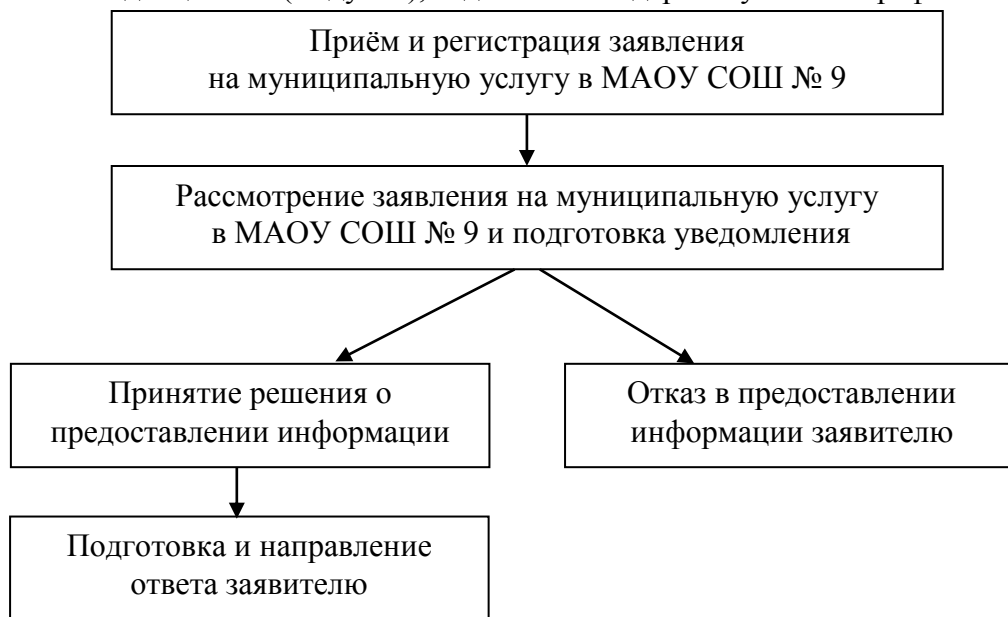 Приём и регистрация заявления
на муниципальную услугу в МАОУ СОШ № 9
Рассмотрение заявления на муниципальную услугу
в МАОУ СОШ № 9 и подготовка уведомления
Принятие решения о
предоставлении информации
Отказ в предоставлении
информации заявителю
Подготовка и направление
ответа заявителю